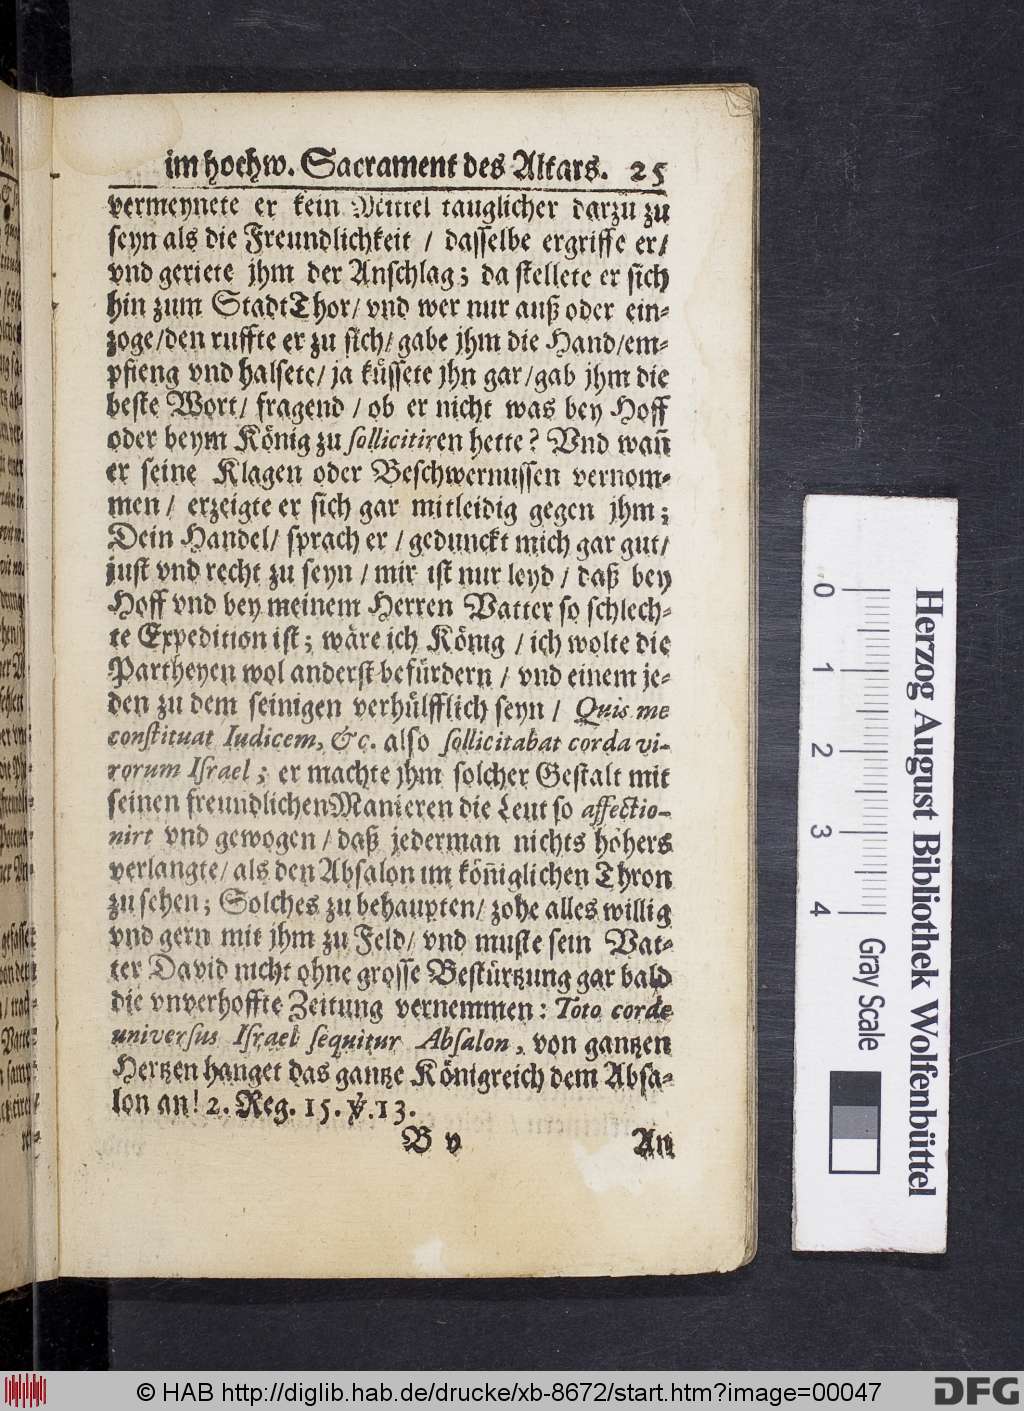 im hochw. Sacrament des Altars. 25
vermeynete er kein Mittel tauglicher darzu zu
seyn als die Freundlichkeit / dasselbe ergriffe er/
vnd geriete jhm der Anschlag; da stellete er sich
hin zum StadtThor/ vnd wer nur auß oder ein-
zoge/den ruffte er zu sich/ gabe jhm die Hand/em-
pfieng vnd halsete/ ja küssete jhn gar/gab jhm die
beste Wort/ fragend / ob er nicht was bey Hoff
oder beym König zu sollicitiren hette? Vnd wañ
er seine Klagen oder Beschwernussen vernom-
men / erzeigte er sich gar mitleidig gegen jhm;
Dein Handel/ sprach er / gedunckt mich gar gut/
just vnd recht zu seyn / mir ist nur leyd / daß bey
Hoff vnd bey meinem Herren Vatter so schlech-
te Expedition ist; wäre ich König / ich wolte die
Partheyen wol anderst befürdern / vnd einem je-
den zu dem seinigen verhülfflich seyn / Quis me
constituat Iudicem, &c. also sollicitabat corda vi-
rorum Israel; er machte jhm solcher Gestalt mit
seinen freundlichen Manieren die Leut so affectio-
nirt vnd gewogen / daß jederman nichts höhers
verlangte/ als den Absalon im königlichen Thron
zu sehen; Solches zu behaupten/ zohe alles willig
vnd gern mit jhm zu Feld/ vnd muste sein Vat-
ter David nicht ohne grosse Bestürtzung gar bald
die vnverhoffte Zeitung vernemmen: Toto corde
universus Israel sequitur Absalon, von gantzen
Hertzen hanget das gantze Königreich dem Absa-
lon an! 2. Reg. 15. ℣.13.
B v An
Herzog August Bibliothek Wolfenbüttel
0 1 2 3 4 Gray Scale
© HAB http://diglib.hab.de/drucke/xb-8672/start.htm?image=00047
DFG